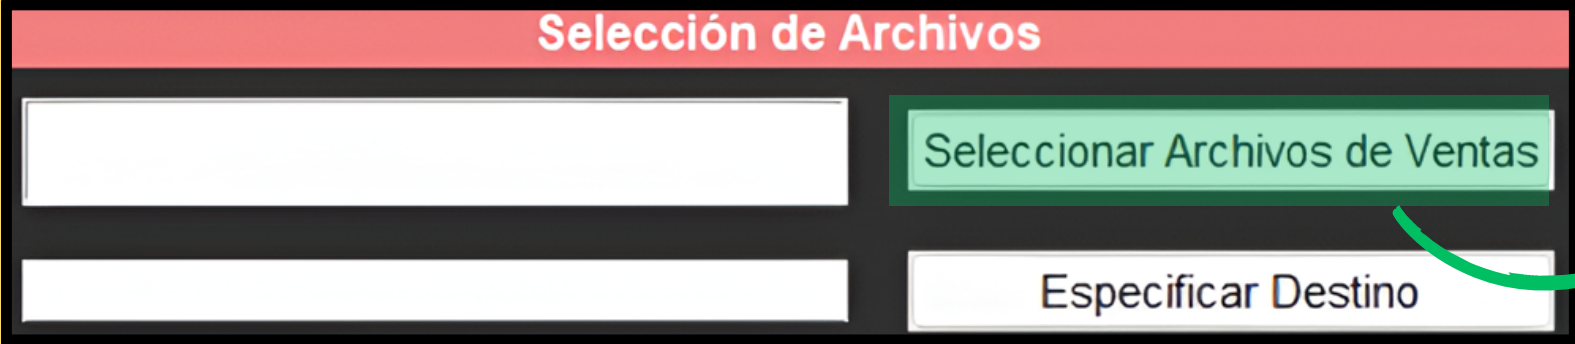 Selección de Archivos
Seleccionar Archivos de Ventas
Especificar Destino